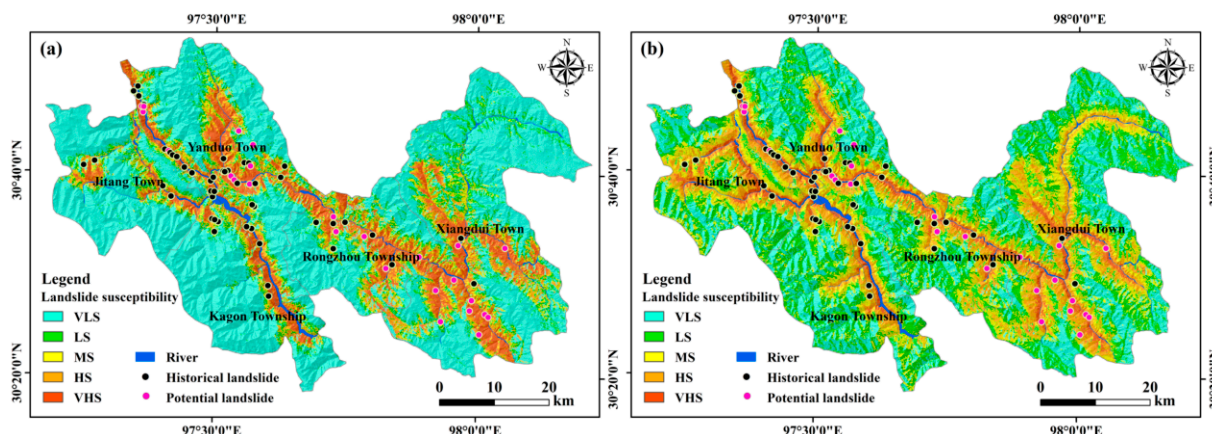 97°30'0"E
98°0'0"E
97°30'0"E
98°0'0"E
(a)
N
W
E
S
(b)
N
W
E
S
30°40'0"N
30°40'0"N
30°40'0"N
Yanduo Town
Jitang Town
Xiangdui Town
Rongzhou Township
Kagon Township
Yanduo Town
Jitang Town
Xiangdui Town
Rongzhou Township
Kagon Township
Legend
Landslide susceptibility
VLS
LS
MS
HS
VHS
River
Historical landslide
Potential landslide
0 10 20
km
Legend
Landslide susceptibility
VLS
LS
MS
HS
VHS
River
Historical landslide
Potential landslide
0 10 20
km
30°20'0"N
30°20'0"N
97°30'0"E
98°0'0"E
97°30'0"E
98°0'0"E